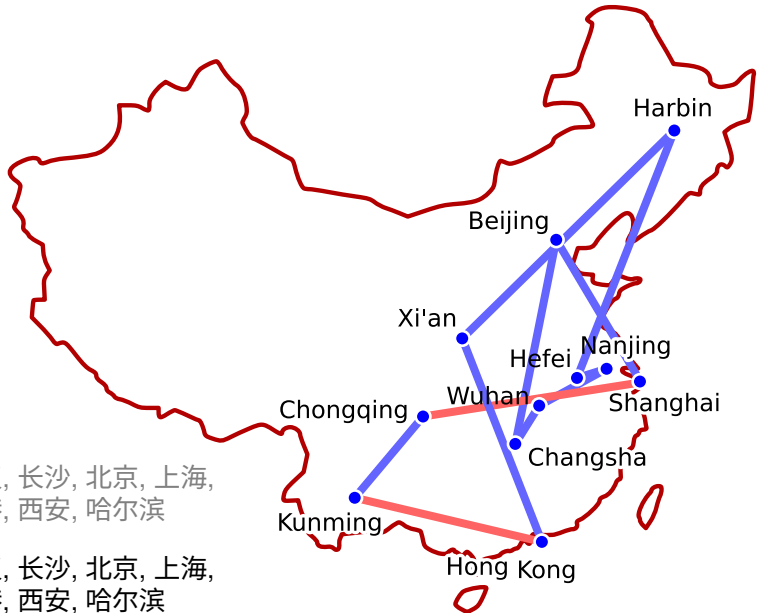 Harbin
Beijing
Xi'an
Nanjing
Hefei
Wuhan
Shanghai
Chongqing
Changsha
Kunming
Hong Kong
, 长沙, 北京, 上海,
, 西安, 哈尔滨
, 长沙, 北京, 上海,
, 西安, 哈尔滨